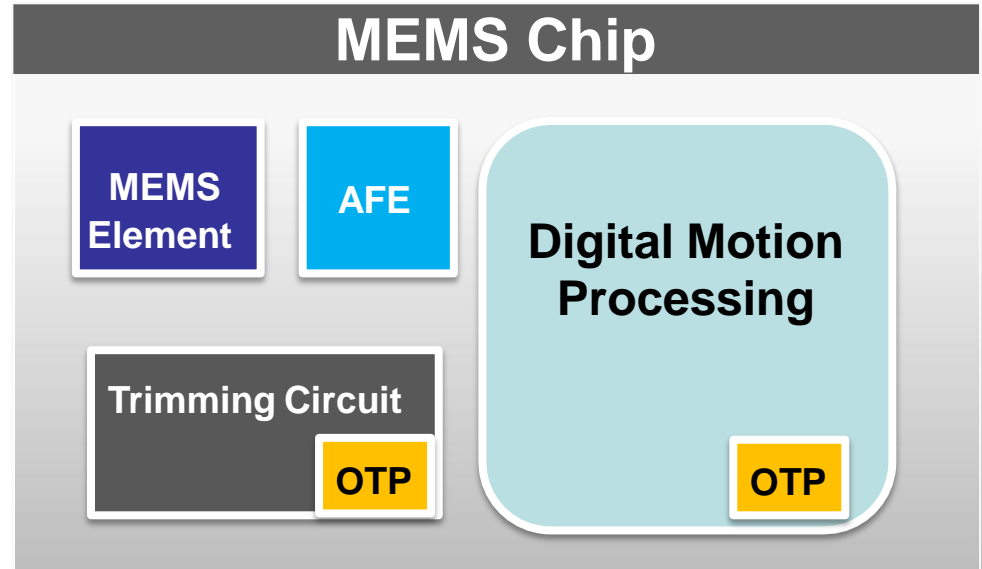 MEMS Chip
MEMS
Element
AFE
Digital Motion
Processing
Trimming Circuit
OTP
OTP